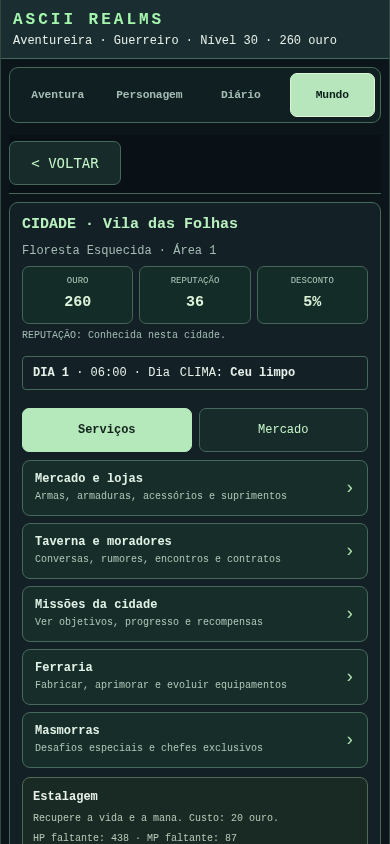 ASCII REALMS
Aventureira · Guerreiro · Nível 30 · 260 ouro
Aventura
Personagem
Diário
Mundo
< VOLTAR
CIDADE · Vila das Folhas
Floresta Esquecida · Área 1
OURO
260
REPUTAÇÃO
36
DESCONTO
5%
REPUTAÇÃO: Conhecida nesta cidade.
DIA 1 · 06:00 · Dia CLIMA: Ceu limpo
Serviços
Mercado
Mercado e lojas
Armas, armaduras, acessórios e suprimentos
Taverna e moradores
Conversas, rumores, encontros e contratos
Missões da cidade
Ver objetivos, progresso e recompensas
Ferraria
Fabricar, aprimorar e evoluir equipamentos
Masmorras
Desafios especiais e chefes exclusivos
Estalagem
Recupere a vida e a mana. Custo: 20 ouro.
HP faltante: 438 · MP faltante: 87